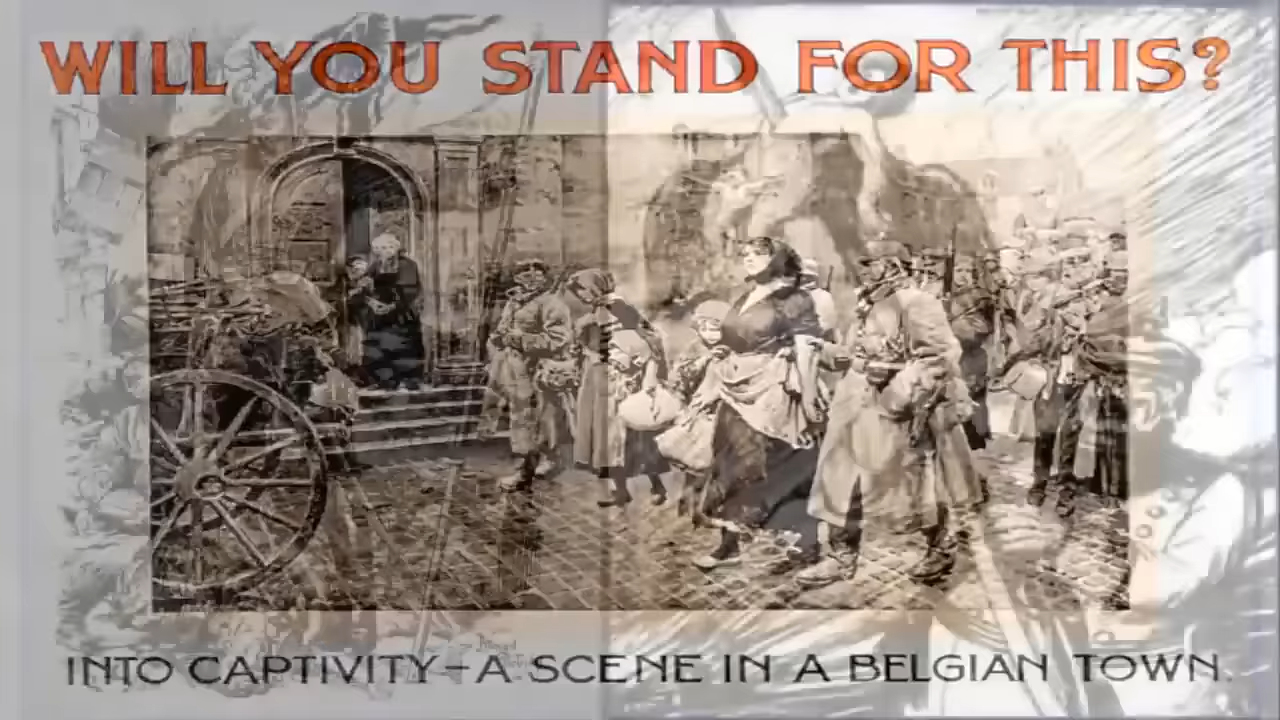 WILL YOU STAND FOR THIS?
INTO CAPTIVITY–A SCENE IN A BELGIAN TOWN.